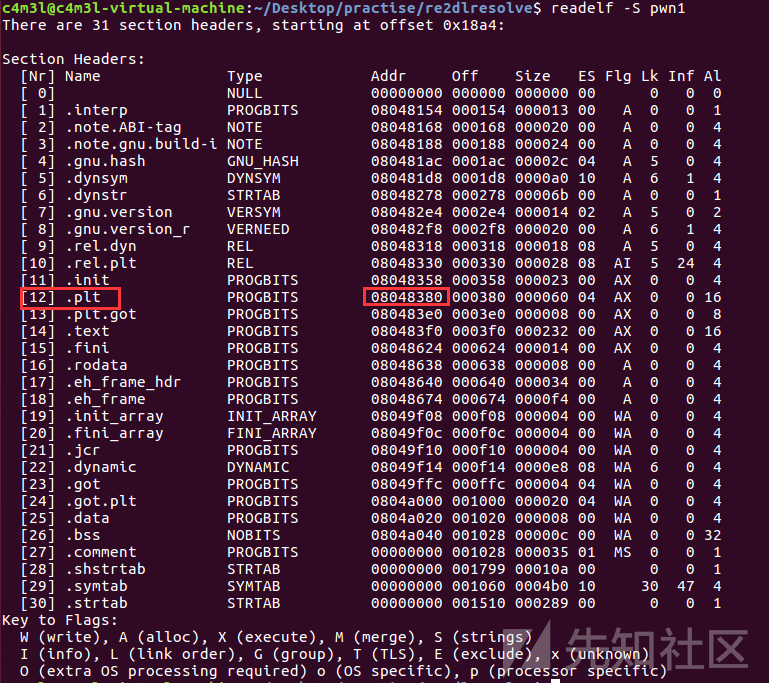 c4m3l@c4m3l-virtual-machine:~/Desktop/practise/re2dlresolve$ readelf -S pwn1
There are 31 section headers, starting at offset 0x18a4:
Section Headers:
[Nr] Name Type Addr Off Size ES Flg Lk Inf Al
[ 0] NULL 00000000 000000 000000 00 0 0 0
[ 1] .interp PROGBITS 08048154 000154 000013 00 A 0 0 1
[ 2] .note.ABI-tag NOTE 08048168 000168 000020 00 A 0 0 4
[ 3] .note.gnu.build-i NOTE 08048188 000188 000024 00 A 0 0 4
[ 4] .gnu.hash GNU_HASH 080481ac 0001ac 00002c 04 A 5 0 4
[ 5] .dynsym DYNSYM 080481d8 0001d8 0000a0 10 A 6 1 4
[ 6] .dynstr STRTAB 08048278 000278 00006b 00 A 0 0 1
[ 7] .gnu.version VERSYM 080482e4 0002e4 000014 02 A 5 0 2
[ 8] .gnu.version_r VERNEED 080482f8 0002f8 000020 00 A 6 1 4
[ 9] .rel.dyn REL 08048318 000318 000018 08 A 5 0 4
[10] .rel.plt REL 08048330 000330 000028 08 AI 5 24 4
[11] .init PROGBITS 08048358 000358 000023 00 AX 0 0 4
[12] .plt PROGBITS 08048380 000380 000060 04 AX 0 0 16
[13] .plt.got PROGBITS 080483e0 0003e0 000008 00 AX 0 0 8
[14] .text PROGBITS 080483f0 0003f0 000232 00 AX 0 0 16
[15] .fini PROGBITS 08048624 000624 000014 00 AX 0 0 4
[16] .rodata PROGBITS 08048638 000638 000008 00 A 0 0 4
[17] .eh_frame_hdr PROGBITS 08048640 000640 000034 00 A 0 0 4
[18] .eh_frame PROGBITS 08048674 000674 0000f4 00 A 0 0 4
[19] .init_array INIT_ARRAY 08049f08 000f08 000004 00 WA 0 0 4
[20] .fini_array FINI_ARRAY 08049f0c 000f0c 000004 00 WA 0 0 4
[21] .jcr PROGBITS 08049f10 000f10 000004 00 WA 0 0 4
[22] .dynamic DYNAMIC 08049f14 000f14 0000e8 08 WA 6 0 4
[23] .got PROGBITS 08049ffc 000ffc 000004 04 WA 0 0 4
[24] .got.plt PROGBITS 0804a000 001000 000020 04 WA 0 0 4
[25] .data PROGBITS 0804a020 001020 000008 00 WA 0 0 4
[26] .bss NOBITS 0804a040 001028 00000c 00 WA 0 0 32
[27] .comment PROGBITS 00000000 001028 000035 01 MS 0 0 1
[28] .shstrtab STRTAB 00000000 001799 00010a 00 0 0 1
[29] .symtab SYMTAB 00000000 001060 0004b0 10 30 47 4
[30] .strtab STRTAB 00000000 001510 000289 00 0 0 1
Key to Flags:
W (write), A (alloc), X (execute), M (merge), S (strings)
I (info), L (link order), G (group), T (TLS), E (exclude), x (unknown)
O (extra OS processing required) o (OS specific), p (processor specific)
先知社区